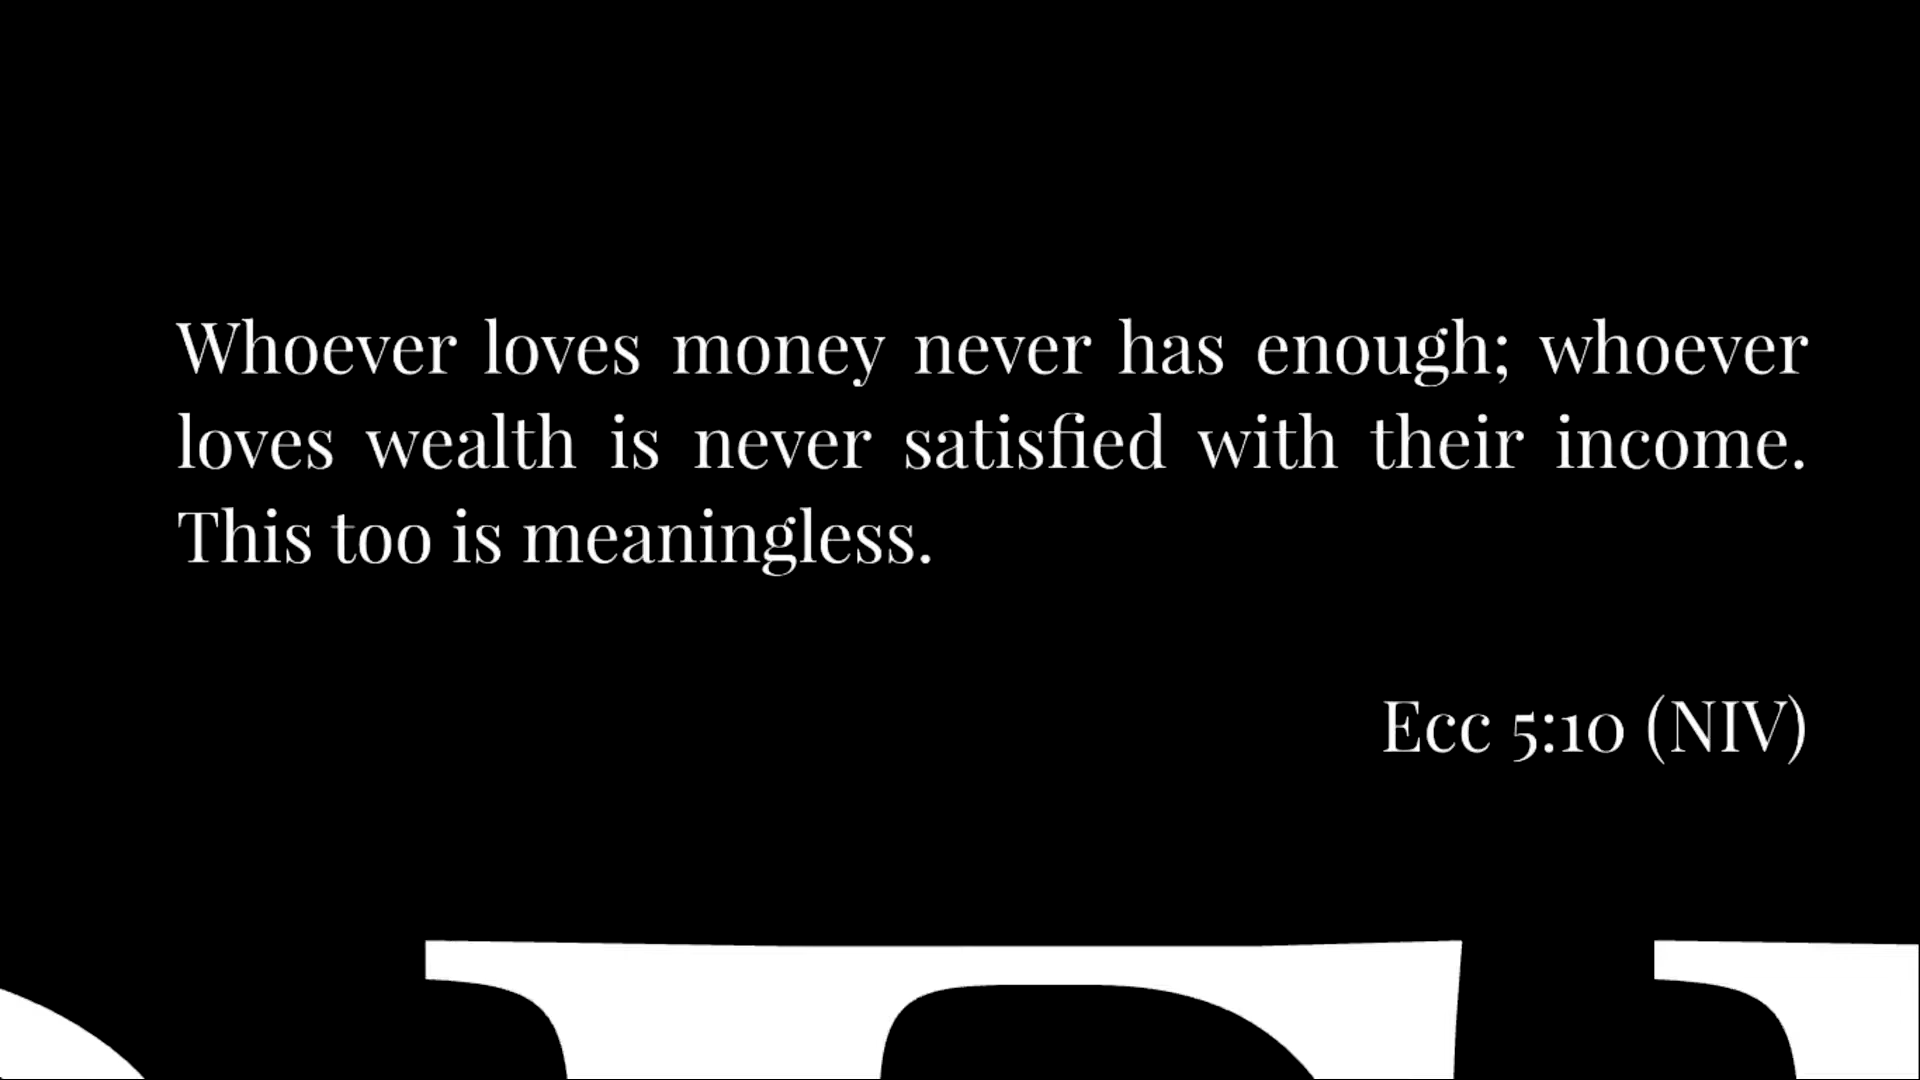 Whoever loves money never has enough; whoever
loves wealth is never satisfied with their income.
This too is meaningless.
Ecc 5:10 (NIV)